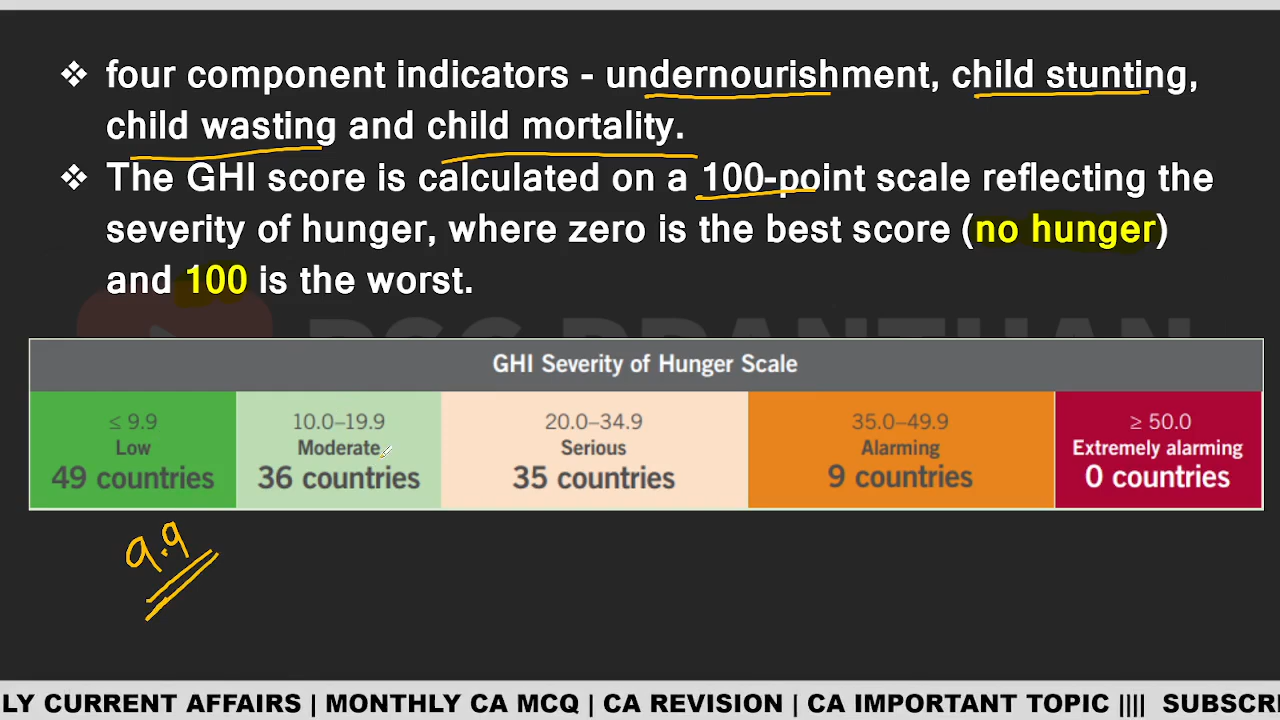 ❖ four component indicators - undernourishment, child stunting,
child wasting and child mortality.
❖ The GHI score is calculated on a 100-point scale reflecting the
severity of hunger, where zero is the best score (no hunger)
and 100 is the worst.
GHI Severity of Hunger Scale
≤ 9.9 10.0–19.9 20.0–34.9 35.0–49.9 ≥ 50.0
Low Moderate Serious Alarming Extremely alarming
49 countries 36 countries 35 countries 9 countries 0 countries
9.9
LY CURRENT AFFAIRS | MONTHLY CA MCQ | CA REVISION | CA IMPORTANT TOPIC |||| SUBSCRI